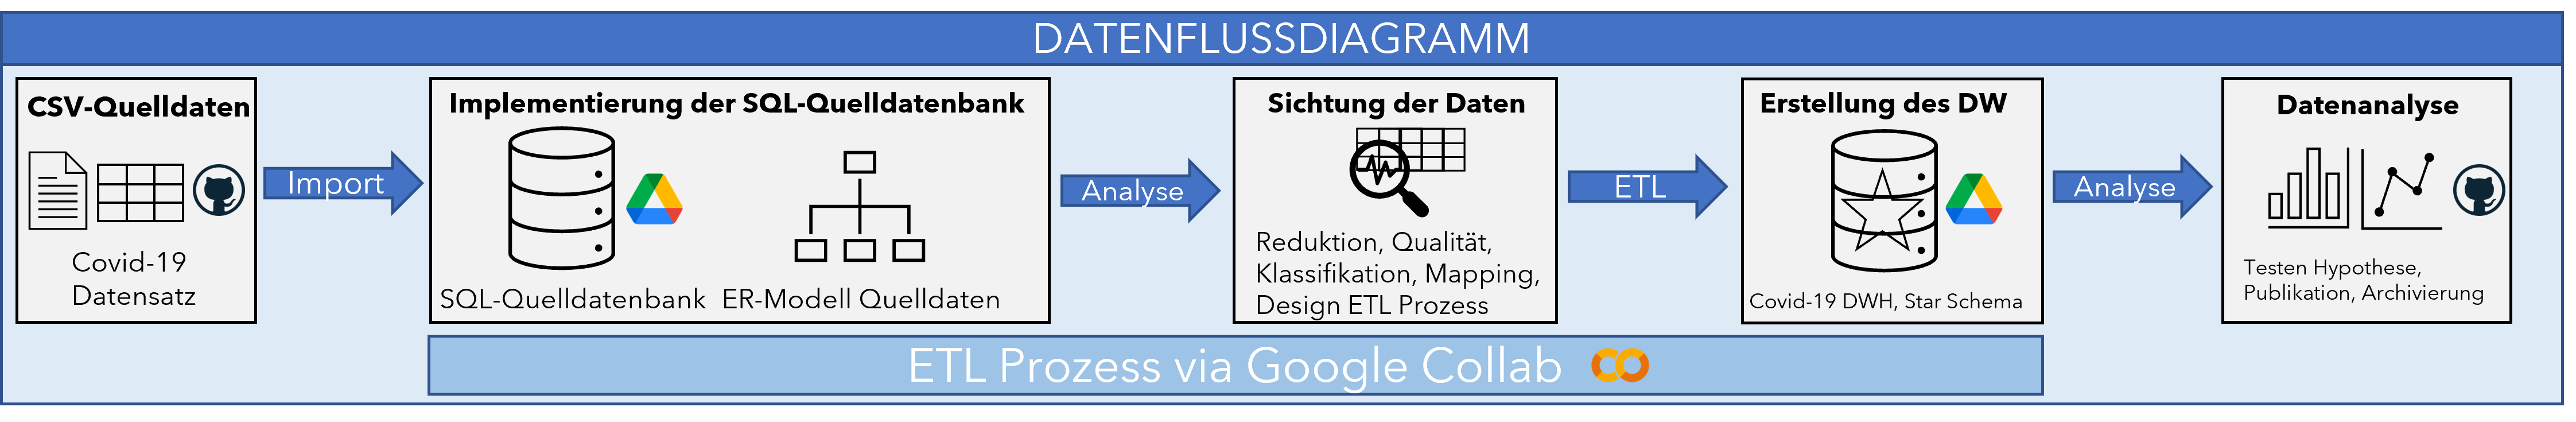 DATENFLUSSDIAGRAMM
CSV-Quelldaten
Covid-19
Datensatz
Import
Implementierung der SQL-Quelldatenbank
SQL-Quelldatenbank
ER-Modell Quelldaten
Analyse
Sichtung der Daten
Reduktion, Qualität,
Klassifikation, Mapping,
Design ETL Prozess
ETL
Erstellung des DW
Covid-19 DWH, Star Schema
Analyse
Datenanalyse
Testen Hypothese,
Publikation, Archivierung
ETL Prozess via Google Collab